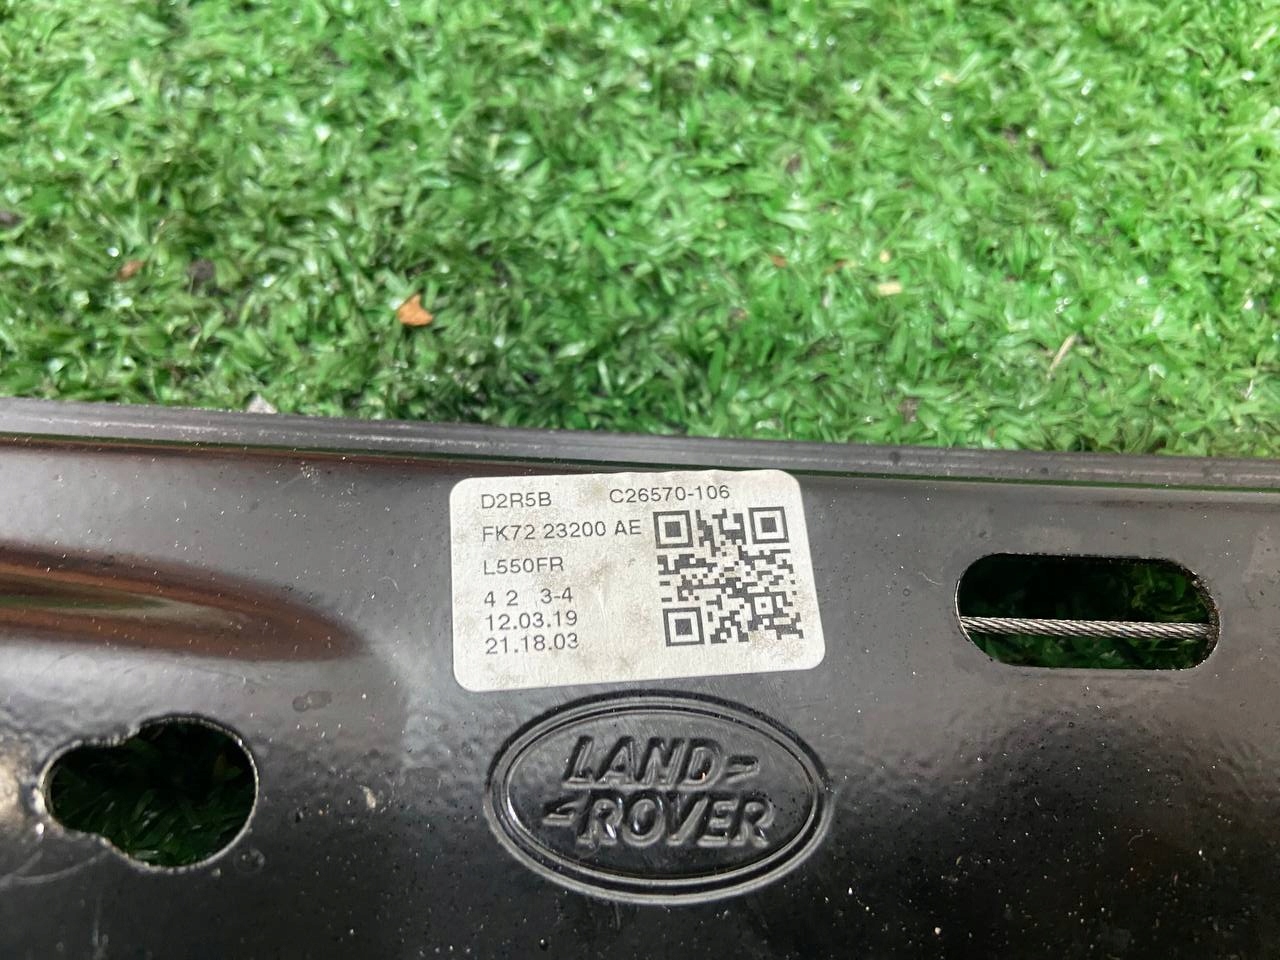 D2R5B C26570-106
FK72 23200 AE
L550FR
4 2 3-4
12.03.19
21.18.03
LAND-
-ROVER